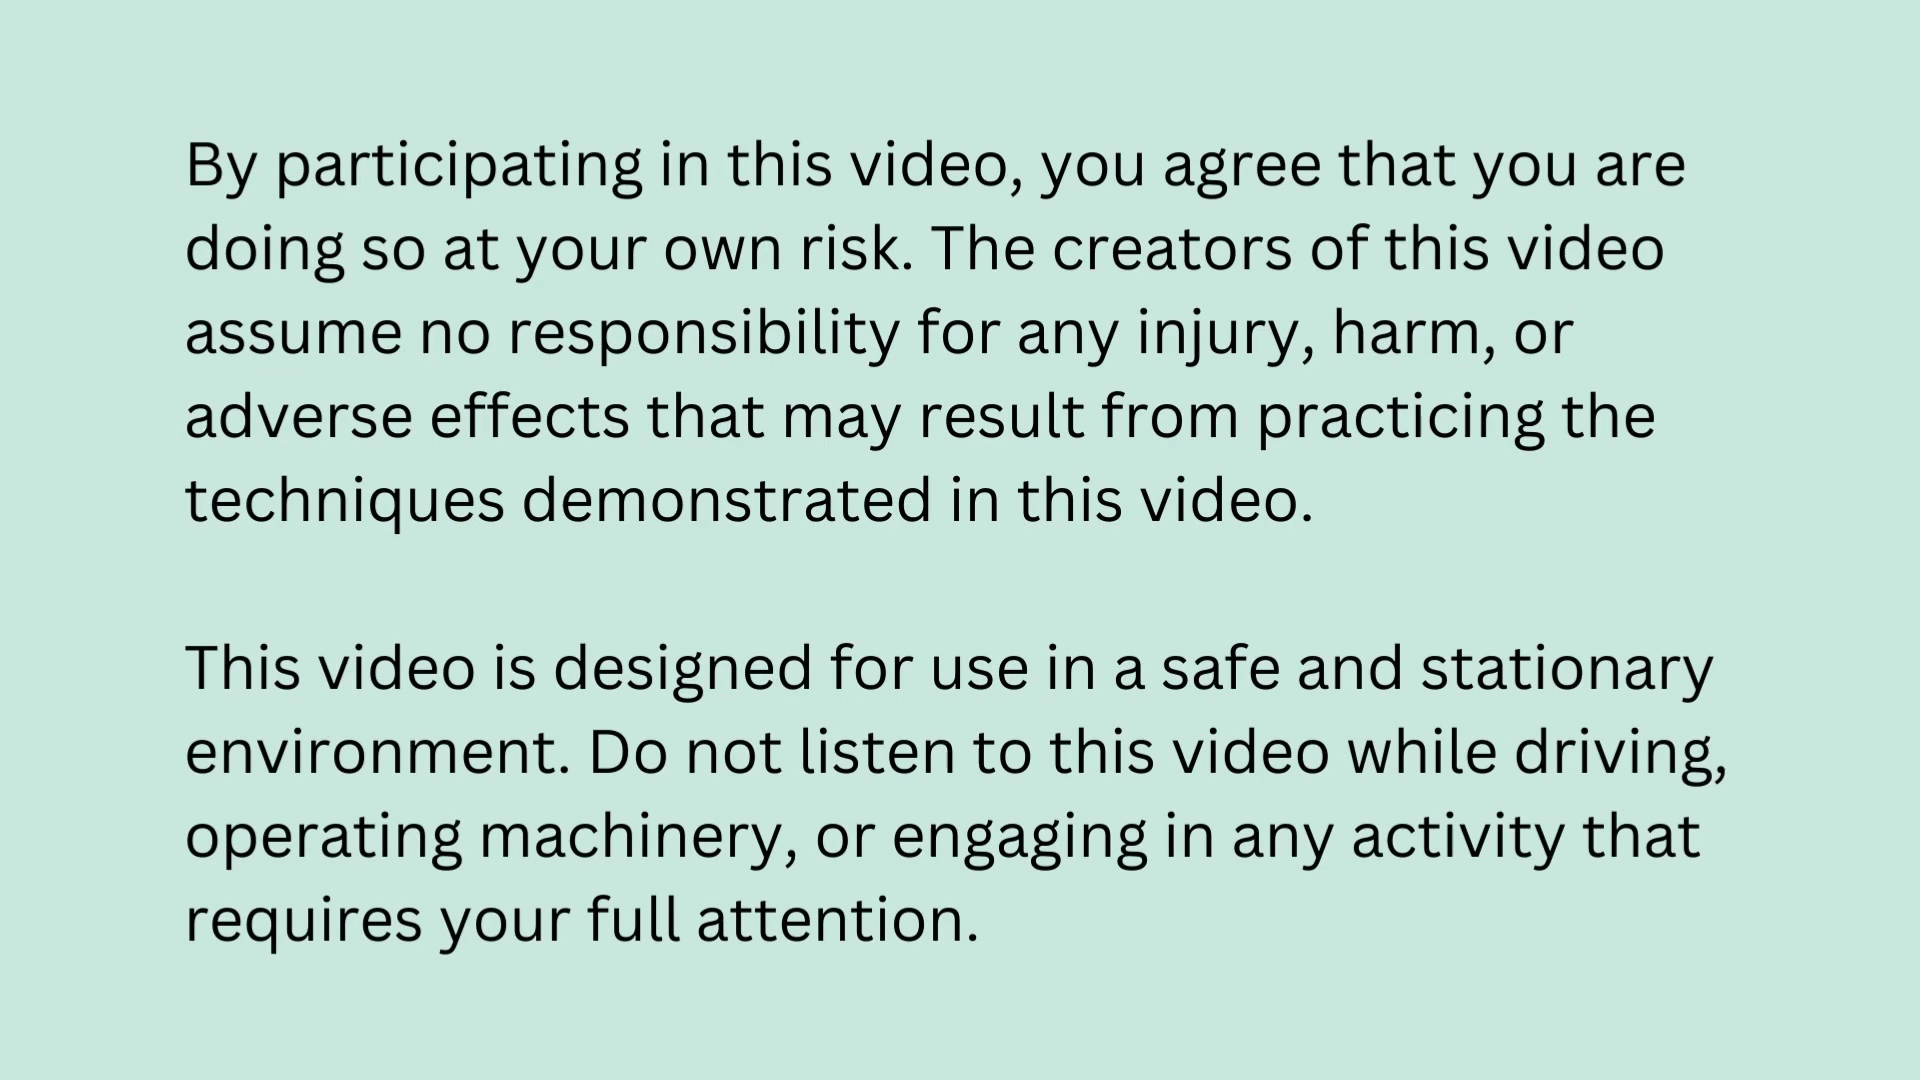 By participating in this video, you agree that you are
doing so at your own risk. The creators of this video
assume no responsibility for any injury, harm, or
adverse effects that may result from practicing the
techniques demonstrated in this video.
This video is designed for use in a safe and stationary
environment. Do not listen to this video while driving,
operating machinery, or engaging in any activity that
requires your full attention.